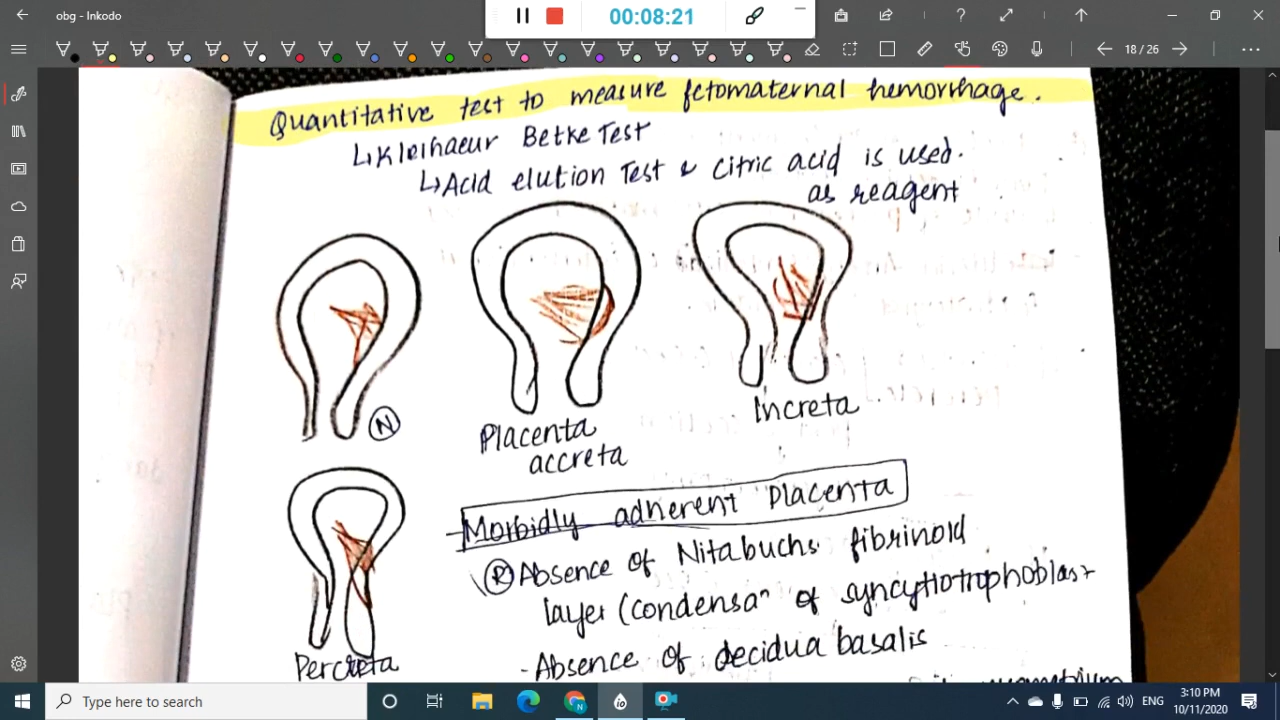 obg - Inkodo
00:08:21
18 / 26
Quantitative test to measure fetomaternal hemorrhage.
↳Kleihaeur Betke Test
↳Acid elution Test & Citric acid is used.
as reagent
N
Placenta
accreta
Increta
Percreta
- Morbidly adherent Placenta
Ⓡ Absence of Nitabuchs fibrinoid
layer (condensaⁿ of syncytiotrophoblast
- Absence of decidua basalis
Type here to search
ENG
3:10 PM
10/11/2020